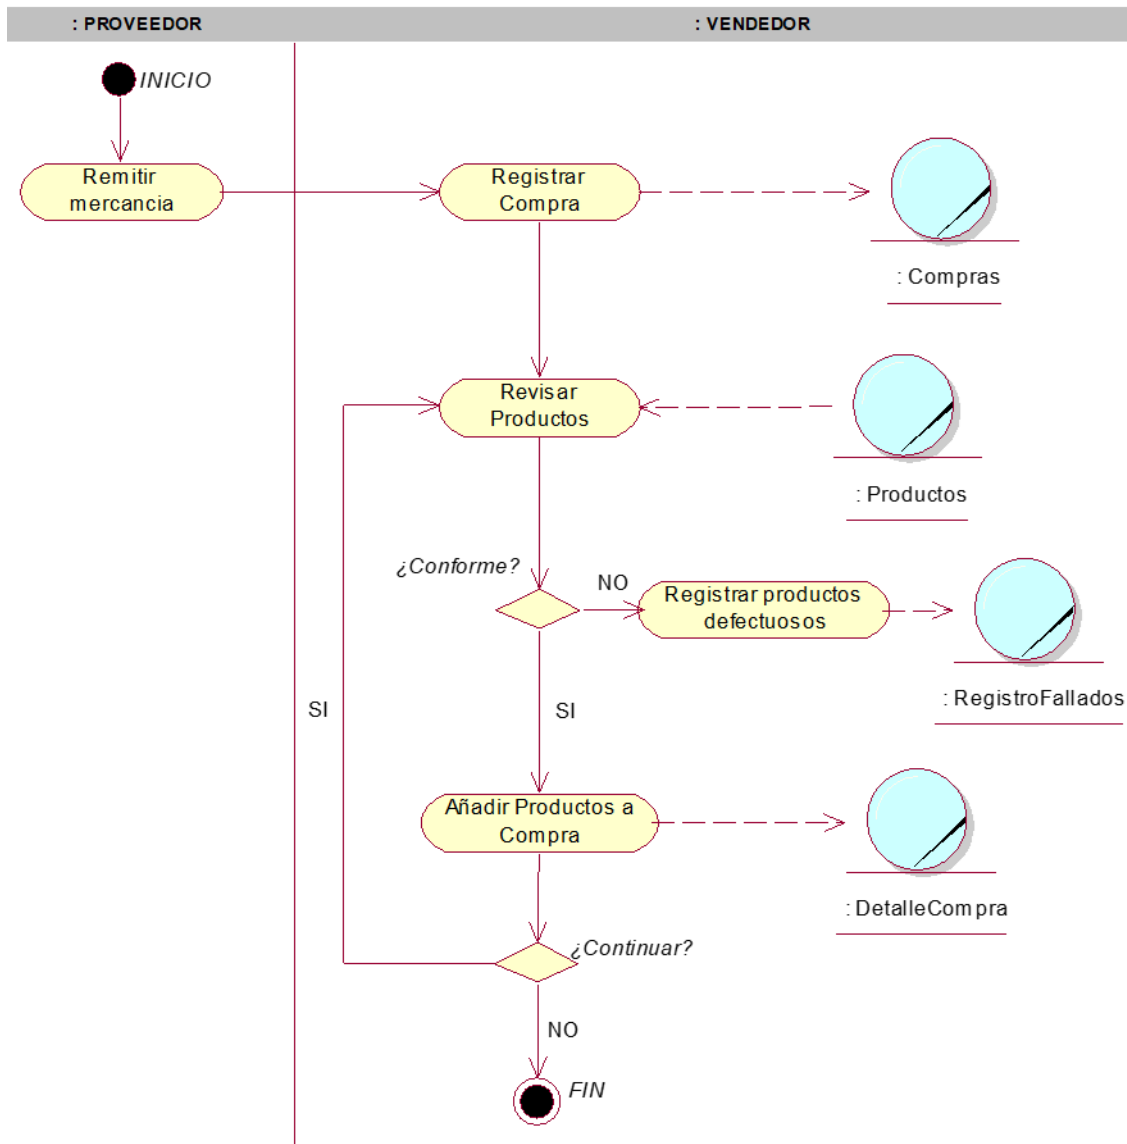 : PROVEEDOR
: VENDEDOR
INICIO
Remitir
mercancia
Registrar
Compra
: Compras
Revisar
Productos
: Productos
¿Conforme?
NO
Registrar productos
defectuosos
: RegistroFallados
SI
SI
Añadir Productos a
Compra
: DetalleCompra
¿Continuar?
NO
FIN